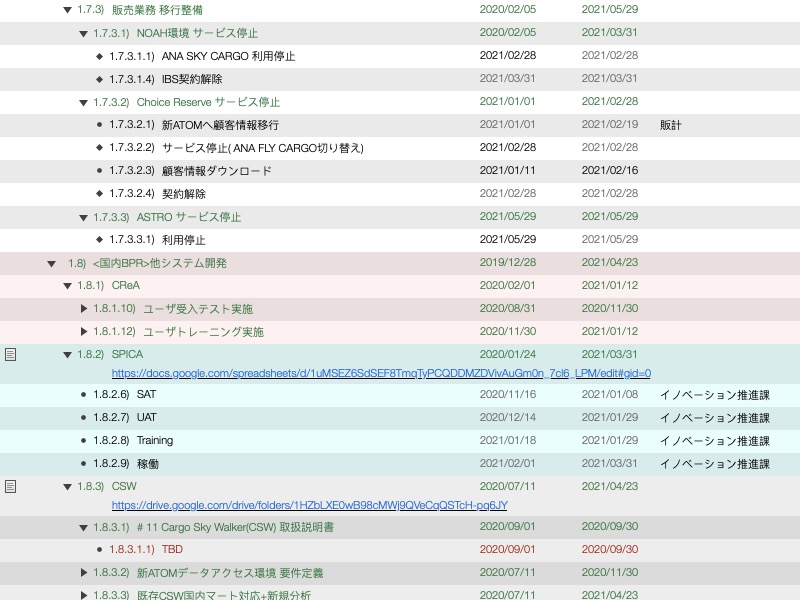 1.7.3) 販売業務 移行整備 2020/02/05 2021/05/29
1.7.3.1) NOAH環境 サービス停止 2020/02/05 2021/03/31
1.7.3.1.1) ANA SKY CARGO 利用停止 2021/02/28 2021/02/28
1.7.3.1.4) IBS契約解除 2021/03/31 2021/03/31
1.7.3.2) Choice Reserve サービス停止 2021/01/01 2021/02/28
1.7.3.2.1) 新ATOMへ顧客情報移行 2021/01/01 2021/02/19 販計
1.7.3.2.2) サービス停止( ANA FLY CARGO切り替え) 2021/02/28 2021/02/28
1.7.3.2.3) 顧客情報ダウンロード 2021/01/11 2021/02/16
1.7.3.2.4) 契約解除 2021/02/28 2021/02/28
1.7.3.3) ASTRO サービス停止 2021/05/29 2021/05/29
1.7.3.3.1) 利用停止 2021/05/29 2021/05/29
1.8) <国内BPR>他システム開発 2019/12/28 2021/04/23
1.8.1) CReA 2020/02/01 2021/01/12
1.8.1.10) ユーザ受入テスト実施 2020/08/31 2020/11/30
1.8.1.12) ユーザトレーニング実施 2020/11/30 2021/01/12
1.8.2) SPICA 2020/01/24 2021/03/31
https://docs.google.com/spreadsheets/d/1uMSEZ6SdSEF8TmqTyPCQDDMZDVivAuGm0n_7cl6_LPM/edit#gid=0
1.8.2.6) SAT 2020/11/16 2021/01/08 イノベーション推進課
1.8.2.7) UAT 2020/12/14 2021/01/29 イノベーション推進課
1.8.2.8) Training 2021/01/18 2021/01/29 イノベーション推進課
1.8.2.9) 稼働 2021/02/01 2021/03/31 イノベーション推進課
1.8.3) CSW 2020/07/11 2021/04/23
https://drive.google.com/drive/folders/1HZbLXE0wB98cMWj9QVeCqQSTcH-pq6JY
1.8.3.1) # 11 Cargo Sky Walker(CSW) 取扱説明書 2020/09/01 2020/09/30
1.8.3.1.1) TBD 2020/09/01 2020/09/30
1.8.3.2) 新ATOMデータアクセス環境 要件定義 2020/07/11 2020/11/30
1.8.3.3) 既存CSW国内マート対応+新規分析 2020/07/11 2021/04/23